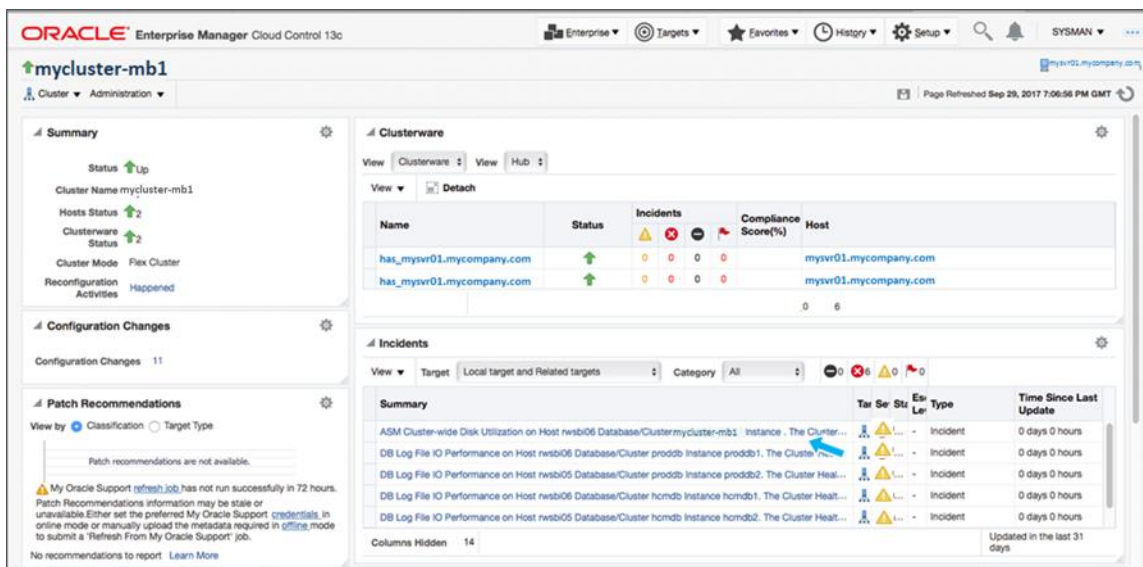 ORACLE Enterprise Manager Cloud Control 13c
Enterprise Targets Favorites History Setup SYSMAN
mycluster-mb1
mysvr01.mycompany.com
Cluster Administration
Page Refreshed Sep 29, 2017 7:06:56 PM GMT
Summary
Status Up
Cluster Name mycluster-mb1
Hosts Status 2
Clusterware Status 2
Cluster Mode Flex Cluster
Reconfiguration Activities Happened
Configuration Changes
Configuration Changes 11
Patch Recommendations
View by Classification Target Type
Patch recommendations are not available.
My Oracle Support refresh job has not run successfully in 72 hours.
Patch Recommendations information may be stale or
unavailable.Either set the preferred My Oracle Support credentials in
online mode or manually upload the metadata required in offline mode
to submit a 'Refresh From My Oracle Support' job.
No recommendations to report Learn More
Clusterware
View Clusterware View Hub
View Detach
Name Status Incidents Compliance Score(%) Host
has_mysvr01.mycompany.com 0 0 0 0 mysvr01.mycompany.com
has_mysvr01.mycompany.com 0 0 0 0 mysvr01.mycompany.com
0 6
Incidents
View Target Local target and Related targets Category All 0 6 0 0
Summary Tar Se Sta Es Le Type Time Since Last Update
ASM Cluster-wide Disk Utilization on Host rwsbi06 Database/Cluster mycluster-mb1 Instance . The Cluster... - Incident 0 days 0 hours
DB Log File IO Performance on Host rwsbi06 Database/Cluster proddb Instance proddb1. The Cluster ... - Incident 0 days 0 hours
DB Log File IO Performance on Host rwsbi05 Database/Cluster proddb Instance proddb2. The Cluster Heal... - Incident 0 days 0 hours
DB Log File IO Performance on Host rwsbi06 Database/Cluster hcmdb Instance hcmdb1. The Cluster Healt... - Incident 0 days 0 hours
DB Log File IO Performance on Host rwsbi05 Database/Cluster hcmdb Instance hcmdb2. The Cluster Healt... - Incident 0 days 0 hours
Columns Hidden 14
Updated in the last 31 days